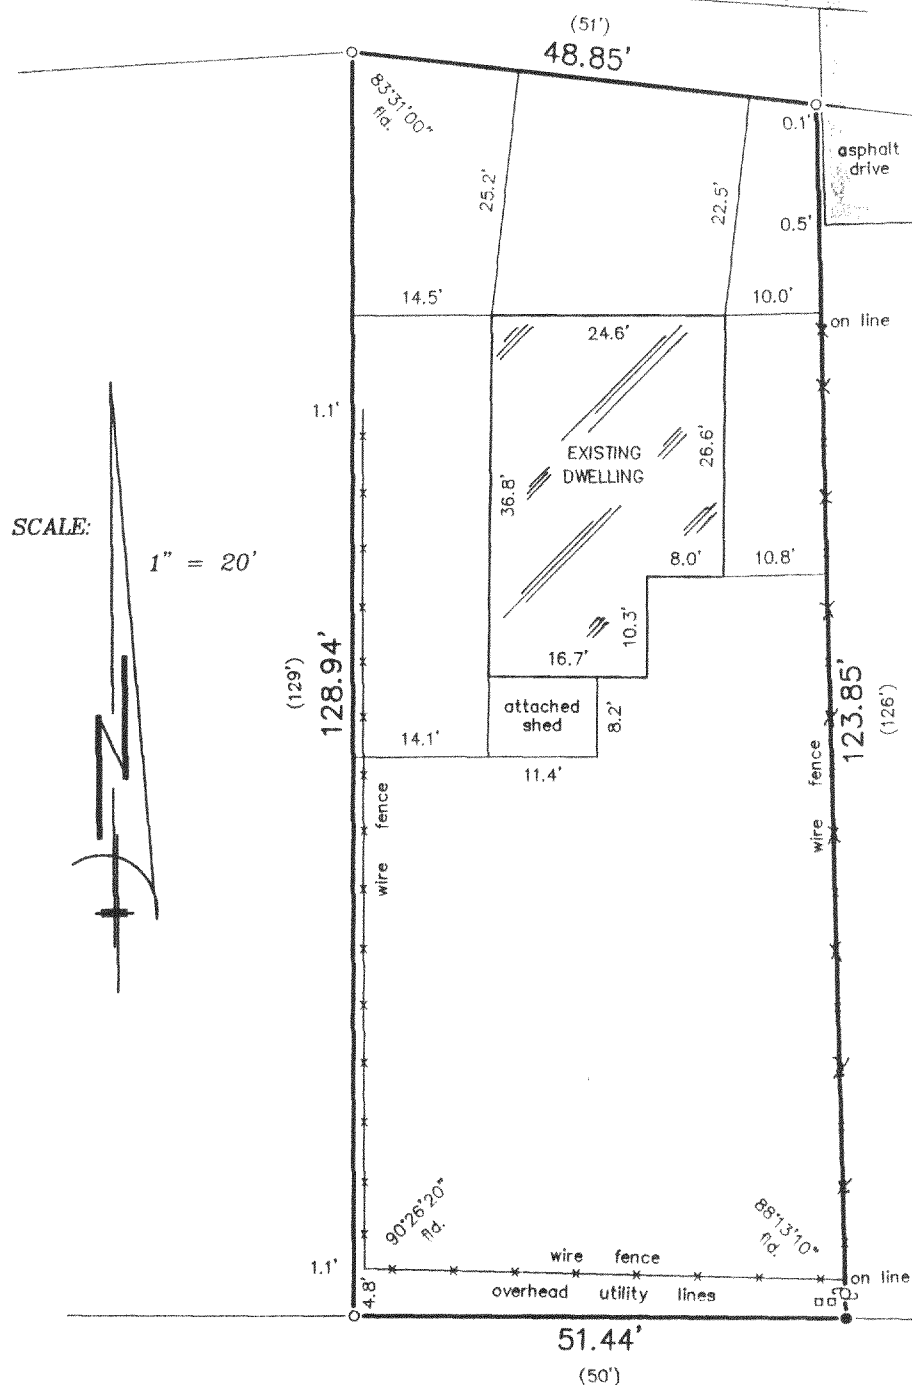 (51')
48.85'
83°31'00"
fld.
0.1'
asphalt
drive
25.2'
22.5'
0.5'
14.5'
10.0'
on line
24.6'
1.1'
EXISTING
DWELLING
26.6'
36.8'
SCALE:
1" = 20'
8.0'
10.8'
10.3'
16.7'
(129')
128.94'
attached
shed
8.2'
123.85'
(126')
14.1'
11.4'
wire fence
wire fence
N
90°26'20"
fld.
88°13'10"
fld.
1.1'
wire fence
on line
4.8'
overhead utility lines
51.44'
(50')